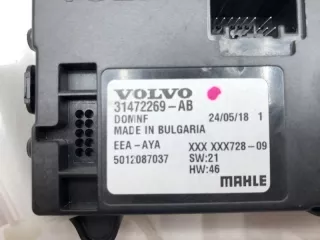 VOLVO
31472269-AB
DOMNF 24/05/18 1
MADE IN BULGARIA
EEA-AYA XXX XXX728-09
5012087037 SW:21
HW:46
MAHLE